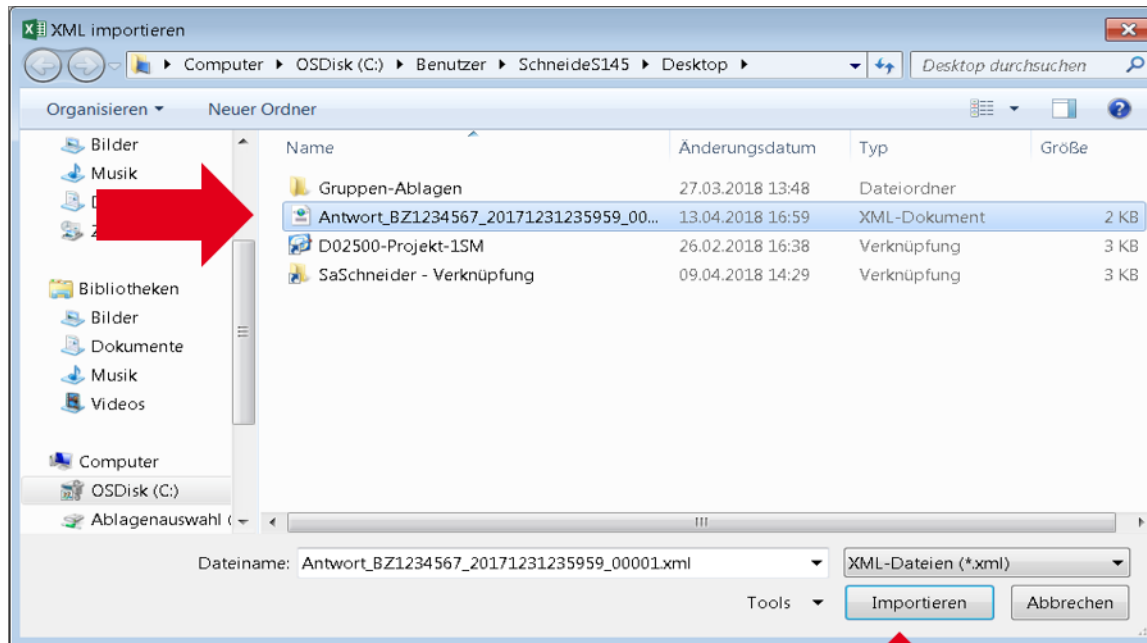 XML importieren
Computer OSDisk (C:) Benutzer SchneideS145 Desktop Desktop durchsuchen
Organisieren Neuer Ordner
Bilder
Musik
Bibliotheken
Bilder
Dokumente
Musik
Videos
Computer
OSDisk (C:)
Ablagenauswahl (
Name Änderungsdatum Typ Größe
Gruppen-Ablagen 27.03.2018 13:48 Dateiordner
Antwort_BZ1234567_20171231235959_00... 13.04.2018 16:59 XML-Dokument 2 KB
D02500-Projekt-1SM 26.02.2018 16:38 Verknüpfung 3 KB
SaSchneider - Verknüpfung 09.04.2018 14:29 Verknüpfung 3 KB
Dateiname: Antwort_BZ1234567_20171231235959_00001.xml XML-Dateien (*.xml)
Tools Importieren Abbrechen